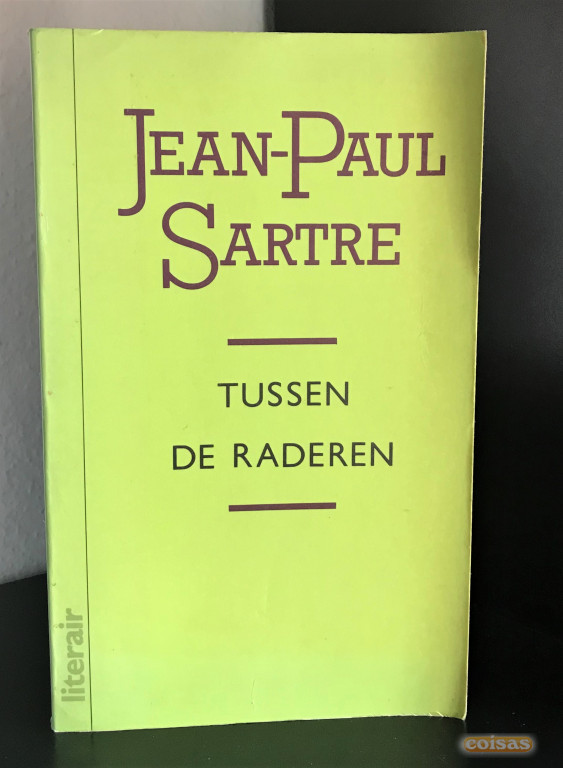 JEAN-PAUL
SARTRE
TUSSEN
DE RADEREN
literair
coisas